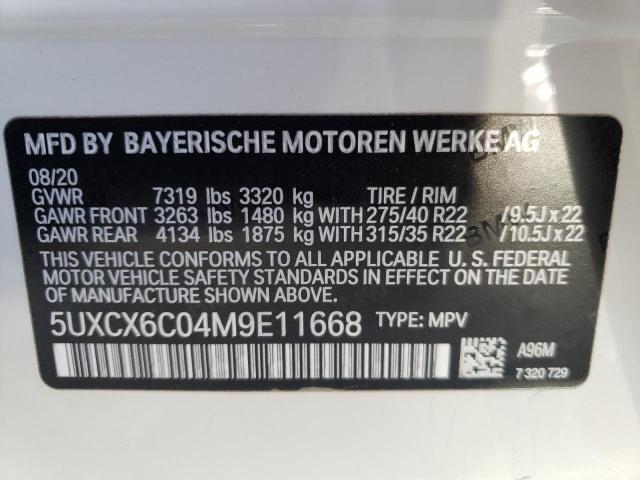 MFD BY BAYERISCHE MOTOREN WERKE AG
08/20
GVWR 7319 lbs 3320 kg TIRE / RIM
GAWR FRONT 3263 lbs 1480 kg WITH 275/40 R22 / 9.5J x 22
GAWR REAR 4134 lbs 1875 kg WITH 315/35 R22 / 10.5J x 22
THIS VEHICLE CONFORMS TO ALL APPLICABLE U. S. FEDERAL
MOTOR VEHICLE SAFETY STANDARDS IN EFFECT ON THE DATE
OF MANUFACTURE SHOWN ABOVE.
5UXCX6C04M9E11668 TYPE: MPV
A96M
7 320 729